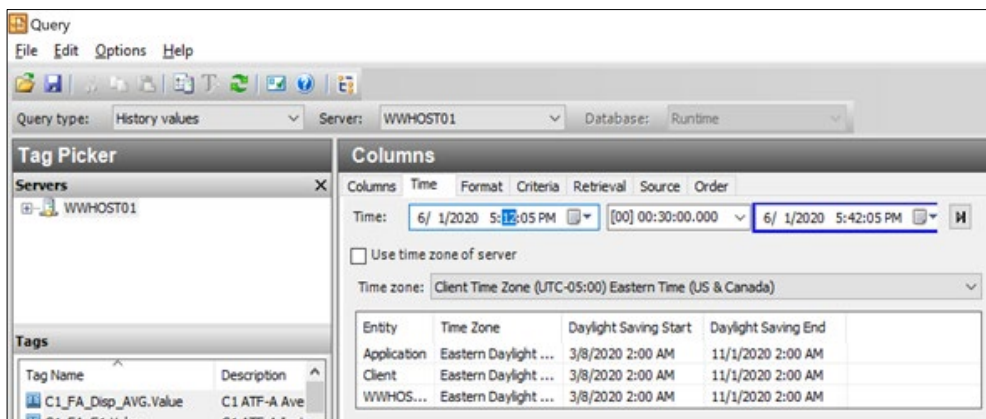 Query
File Edit Options Help
Query type: History values Server: WWHOST01 Database: Runtime
Tag Picker
Servers
WWHOST01
Tags
Tag Name Description
C1_FA_Disp_AVG.Value C1 ATF-A Ave
Columns
Columns Time Format Criteria Retrieval Source Order
Time: 6/ 1/2020 5:12:05 PM [00] 00:30:00.000 6/ 1/2020 5:42:05 PM
Use time zone of server
Time zone: Client Time Zone (UTC-05:00) Eastern Time (US & Canada)
Entity Time Zone Daylight Saving Start Daylight Saving End
Application Eastern Daylight ... 3/8/2020 2:00 AM 11/1/2020 2:00 AM
Client Eastern Daylight ... 3/8/2020 2:00 AM 11/1/2020 2:00 AM
WWHOS... Eastern Daylight ... 3/8/2020 2:00 AM 11/1/2020 2:00 AM